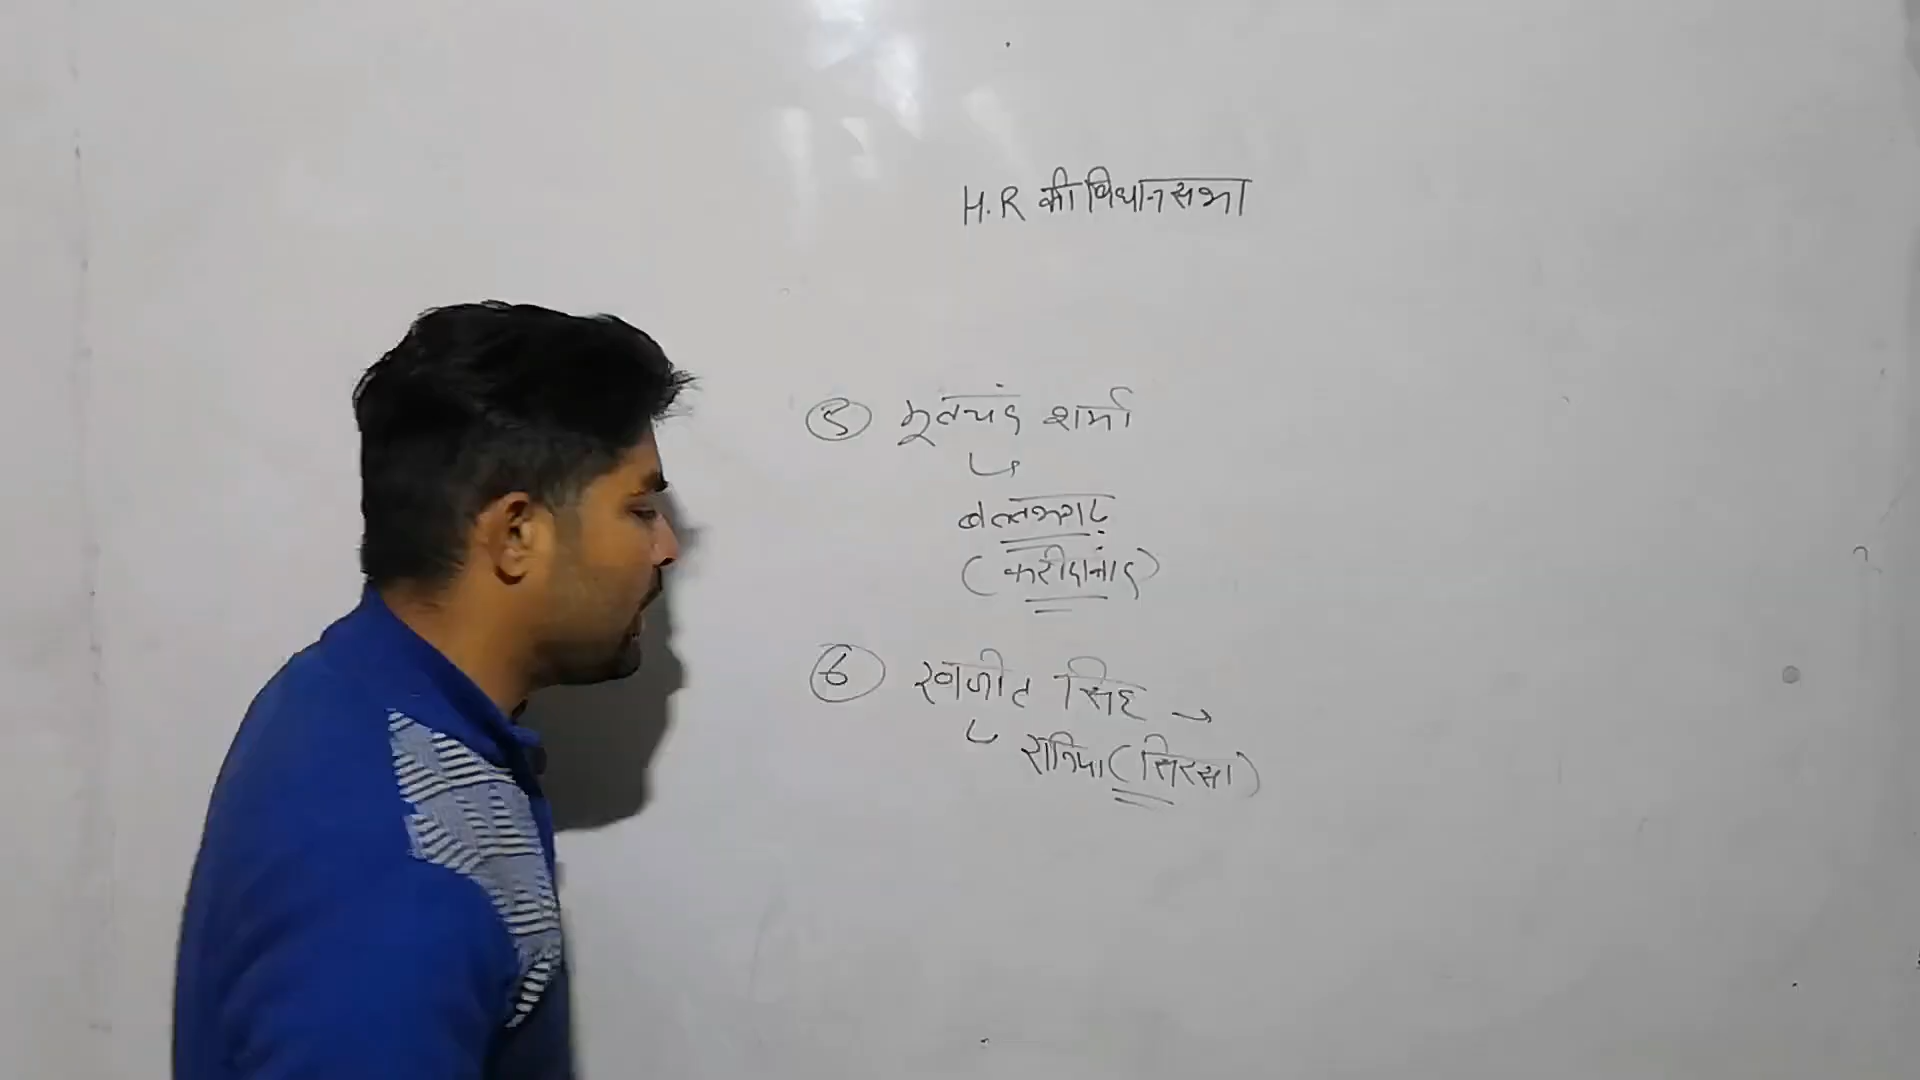 H.R की विधानसभा
5 मूलचंद शर्मा
बल्लभगढ़
(फरीदाबाद)
6 रणजीत सिंह →
रानिया (सिरसा)